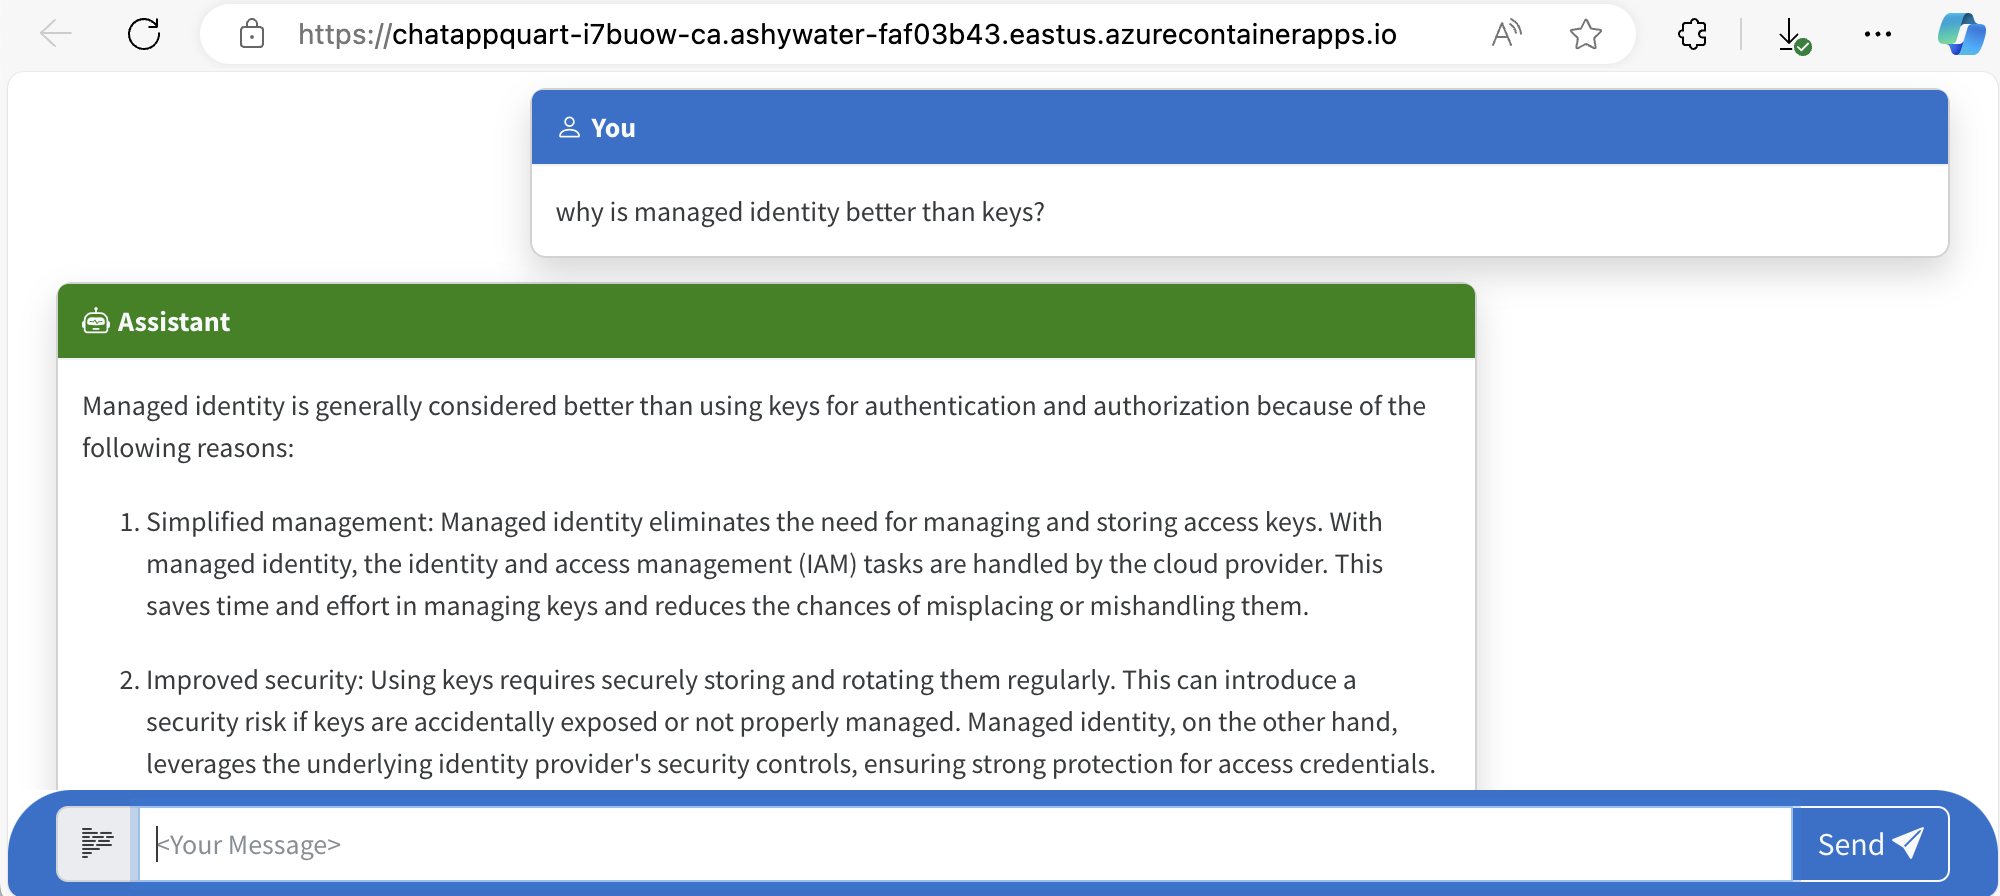 https://chatappquart-i7buow-ca.ashywater-faf03b43.eastus.azurecontainerapps.io
You
why is managed identity better than keys?
Assistant
Managed identity is generally considered better than using keys for authentication and authorization because of the
following reasons:
1. Simplified management: Managed identity eliminates the need for managing and storing access keys. With
managed identity, the identity and access management (IAM) tasks are handled by the cloud provider. This
saves time and effort in managing keys and reduces the chances of misplacing or mishandling them.
2. Improved security: Using keys requires securely storing and rotating them regularly. This can introduce a
security risk if keys are accidentally exposed or not properly managed. Managed identity, on the other hand,
leverages the underlying identity provider's security controls, ensuring strong protection for access credentials.
<Your Message>
Send